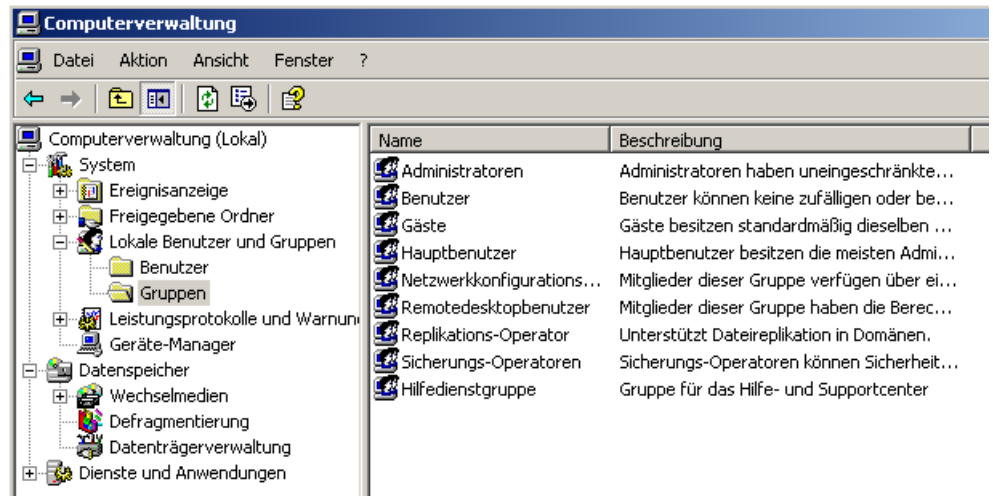 Computerverwaltung
Datei Aktion Ansicht Fenster ?
Computerverwaltung (Lokal)
System
Ereignisanzeige
Freigegebene Ordner
Lokale Benutzer und Gruppen
Benutzer
Gruppen
Leistungsprotokolle und Warnun
Geräte-Manager
Datenspeicher
Wechselmedien
Defragmentierung
Datenträgerverwaltung
Dienste und Anwendungen
Name Beschreibung
Administratoren Administratoren haben uneingeschränkte...
Benutzer Benutzer können keine zufälligen oder be...
Gäste Gäste besitzen standardmäßig dieselben ...
Hauptbenutzer Hauptbenutzer besitzen die meisten Admi...
Netzwerkkonfigurations... Mitglieder dieser Gruppe verfügen über ei...
Remotedesktopbenutzer Mitglieder dieser Gruppe haben die Berec...
Replikations-Operator Unterstützt Dateireplikation in Domänen.
Sicherungs-Operatoren Sicherungs-Operatoren können Sicherheit...
Hilfedienstgruppe Gruppe für das Hilfe- und Supportcenter